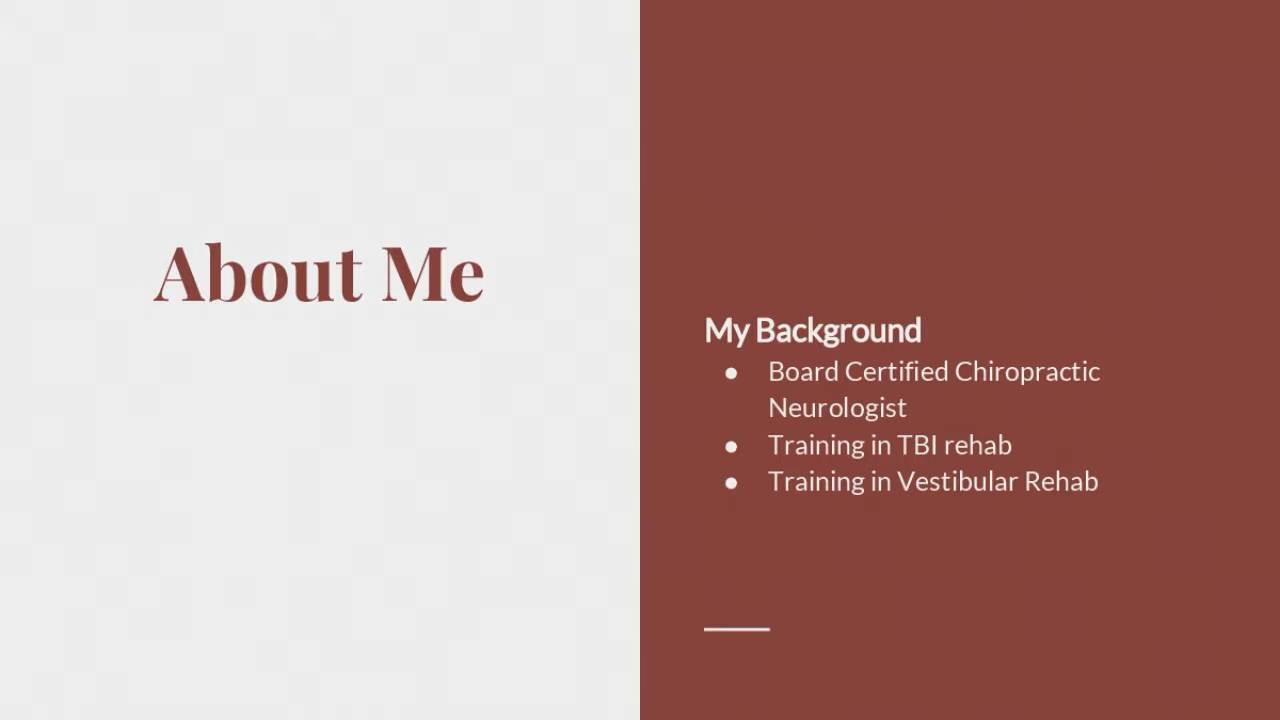 About Me
My Background
● Board Certified Chiropractic
Neurologist
● Training in TBI rehab
● Training in Vestibular Rehab